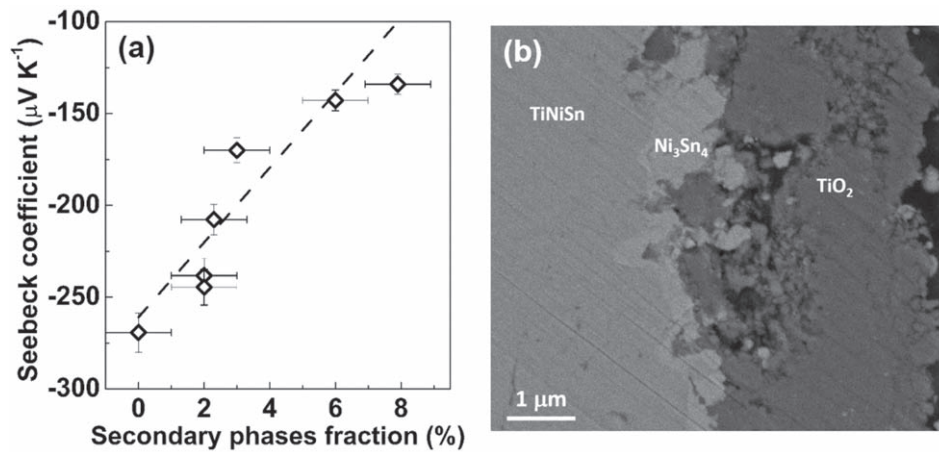 (a)
Seebeck coefficient (μV K⁻¹)
-100
-150
-200
-250
-300
0 2 4 6 8
Secondary phases fraction (%)
(b)
TiNiSn
Ni₃Sn₄
TiO₂
1 μm